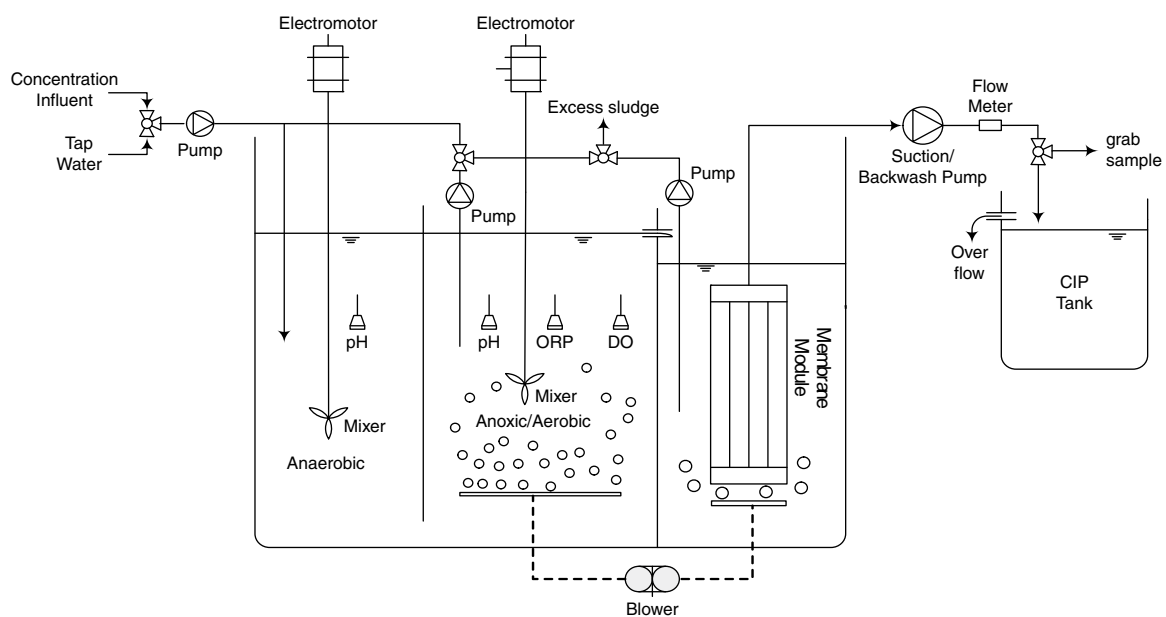 Electromotor
Electromotor
Concentration
Influent
Tap
Water
Pump
Excess sludge
Pump
Pump
Flow
Meter
Suction/
Backwash Pump
grab
sample
Over
flow
CIP
Tank
pH
pH
ORP
DO
Membrane
Module
Mixer
Mixer
Anoxic/Aerobic
Anaerobic
Blower